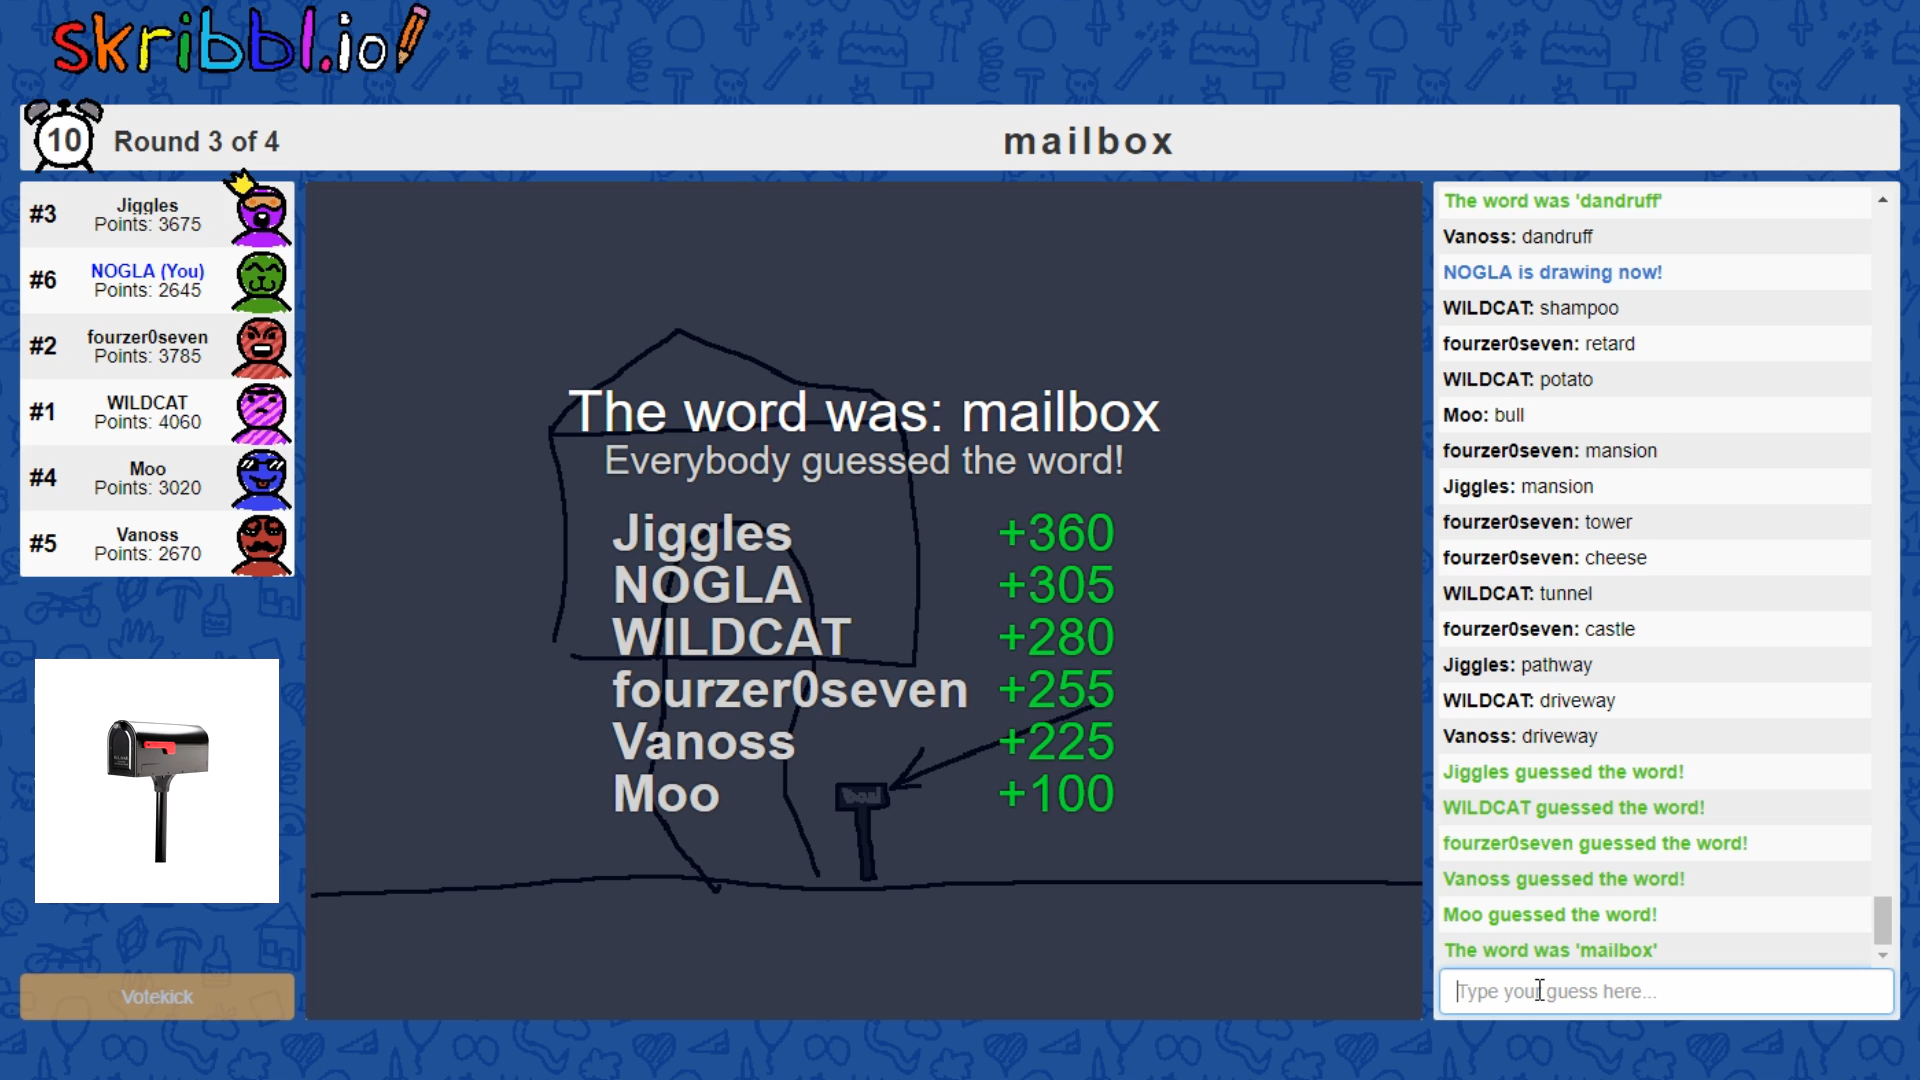 skribbl.io
10
Round 3 of 4
mailbox
#3
Jiggles
Points: 3675
#6
NOGLA (You)
Points: 2645
#2
fourzer0seven
Points: 3785
#1
WILDCAT
Points: 4060
#4
Moo
Points: 3020
#5
Vanoss
Points: 2670
Votekick
The word was: mailbox
Everybody guessed the word!
Jiggles +360
NOGLA +305
WILDCAT +280
fourzer0seven +255
Vanoss +225
Moo +100
The word was 'dandruff'
Vanoss: dandruff
NOGLA is drawing now!
WILDCAT: shampoo
fourzer0seven: retard
WILDCAT: potato
Moo: bull
fourzer0seven: mansion
Jiggles: mansion
fourzer0seven: tower
fourzer0seven: cheese
WILDCAT: tunnel
fourzer0seven: castle
Jiggles: pathway
WILDCAT: driveway
Vanoss: driveway
Jiggles guessed the word!
WILDCAT guessed the word!
fourzer0seven guessed the word!
Vanoss guessed the word!
Moo guessed the word!
The word was 'mailbox'
Type your guess here...